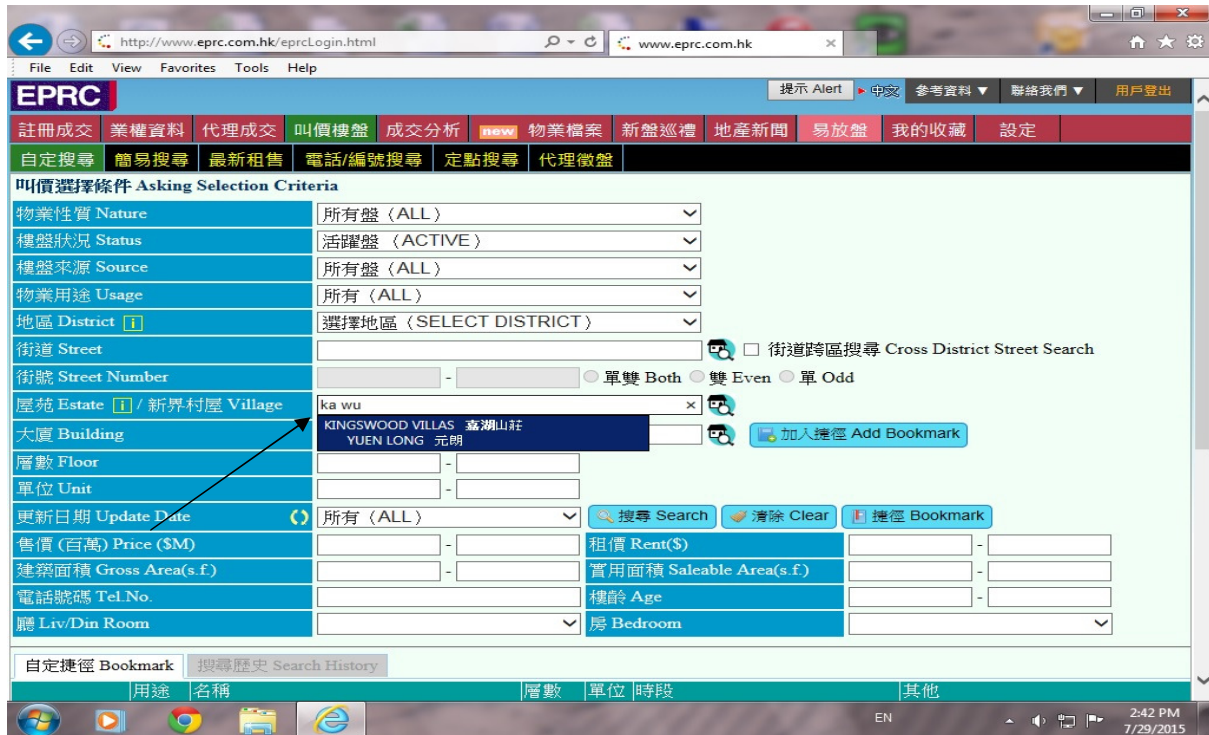 http://www.eprc.com.hk/eprcLogin.html
www.eprc.com.hk
File Edit View Favorites Tools Help
EPRC
提示 Alert 中文 參考資料 ▼ 聯絡我們 ▼ 用戶登出
註冊成交 業權資料 代理成交 叫價樓盤 成交分析 new 物業檔案 新盤巡禮 地產新聞 易放盤 我的收藏 設定
自定搜尋 簡易搜尋 最新租售 電話/編號搜尋 定點搜尋 代理徵盤
叫價選擇條件 Asking Selection Criteria
物業性質 Nature 所有盤 (ALL)
樓盤狀況 Status 活躍盤 (ACTIVE)
樓盤來源 Source 所有盤 (ALL)
物業用途 Usage 所有 (ALL)
地區 District i 選擇地區 (SELECT DISTRICT)
街道 Street 街道跨區搜尋 Cross District Street Search
街號 Street Number - 單雙 Both 雙 Even 單 Odd
屋苑 Estate i / 新界村屋 Village ka wu ×
KINGSWOOD VILLAS 嘉湖山莊
YUEN LONG 元朗
大廈 Building 加入捷徑 Add Bookmark
層數 Floor -
單位 Unit -
更新日期 Update Date 所有 (ALL) 搜尋 Search 清除 Clear 捷徑 Bookmark
售價 (百萬) Price ($M) - 租價 Rent($) -
建築面積 Gross Area(s.f.) - 實用面積 Saleable Area(s.f.) -
電話號碼 Tel.No. 樓齡 Age -
廳 Liv/Din Room 房 Bedroom
自定捷徑 Bookmark 搜尋歷史 Search History
用途 名稱 層數 單位 時段 其他
EN 2:42 PM
7/29/2015